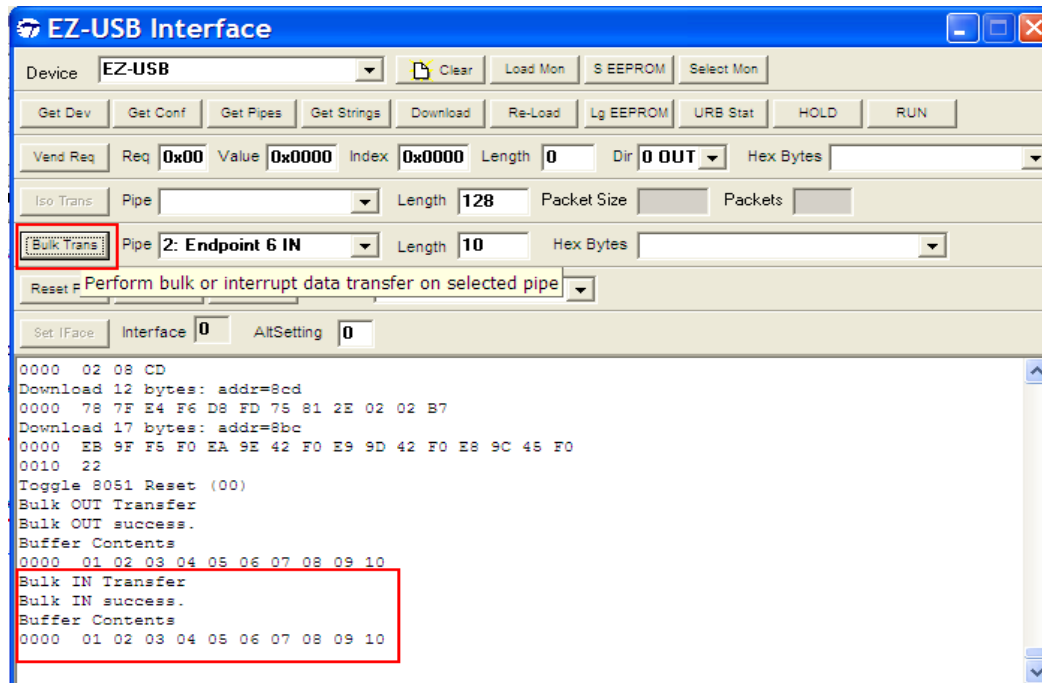 EZ-USB Interface
Device EZ-USB Clear Load Mon S EEPROM Select Mon
Get Dev Get Conf Get Pipes Get Strings Download Re-Load Lg EEPROM URB Stat HOLD RUN
Vend Req Req 0x00 Value 0x0000 Index 0x0000 Length 0 Dir 0 OUT Hex Bytes
Iso Trans Pipe Length 128 Packet Size Packets
Bulk Trans Pipe 2: Endpoint 6 IN Length 10 Hex Bytes
Reset Perform bulk or interrupt data transfer on selected pipe
Set IFace Interface 0 AltSetting 0
0000 02 08 CD
Download 12 bytes: addr=8cd
0000 78 7F E4 F6 D8 FD 75 81 2E 02 02 B7
Download 17 bytes: addr=8bc
0000 EB 9F F5 F0 EA 9E 42 F0 E9 9D 42 F0 E8 9C 45 F0
0010 22
Toggle 8051 Reset (00)
Bulk OUT Transfer
Bulk OUT success.
Buffer Contents
0000 01 02 03 04 05 06 07 08 09 10
Bulk IN Transfer
Bulk IN success.
Buffer Contents
0000 01 02 03 04 05 06 07 08 09 10